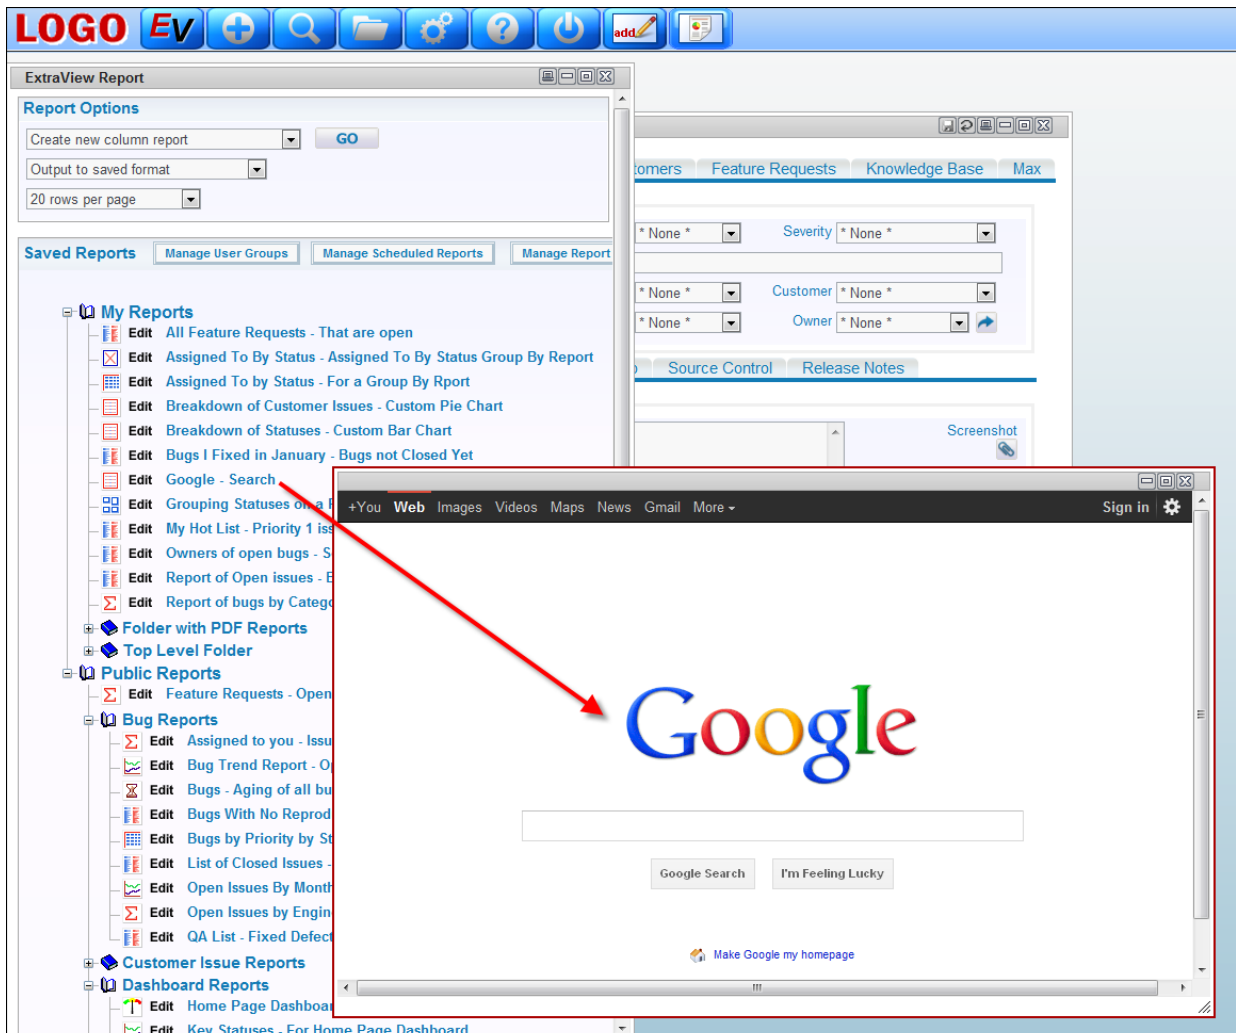 LOGO EV add
ExtraView Report
Report Options
Create new column report GO
Output to saved format
20 rows per page
Saved Reports Manage User Groups Manage Scheduled Reports Manage Report
My Reports
Edit All Feature Requests - That are open
Edit Assigned To By Status - Assigned To By Status Group By Report
Edit Assigned To by Status - For a Group By Rport
Edit Breakdown of Customer Issues - Custom Pie Chart
Edit Breakdown of Statuses - Custom Bar Chart
Edit Bugs I Fixed in January - Bugs not Closed Yet
Edit Google - Search
Edit Grouping Statuses on a
Edit My Hot List - Priority 1 iss
Edit Owners of open bugs - S
Edit Report of Open issues - E
Edit Report of bugs by Catego
Folder with PDF Reports
Top Level Folder
Public Reports
Edit Feature Requests - Open
Bug Reports
Edit Assigned to you - Issu
Edit Bug Trend Report - O
Edit Bugs - Aging of all bu
Edit Bugs With No Reprod
Edit Bugs by Priority by St
Edit List of Closed Issues -
Edit Open Issues By Month
Edit Open Issues by Engin
Edit QA List - Fixed Defect
Customer Issue Reports
Dashboard Reports
Edit Home Page Dashboar
Edit Key Statuses - For Home Page Dashboard
tomers Feature Requests Knowledge Base Max
* None * Severity * None *
* None * Customer * None *
* None * Owner * None *
Source Control Release Notes
Screenshot
+You Web Images Videos Maps News Gmail More Sign in
Google
Google Search I'm Feeling Lucky
Make Google my homepage